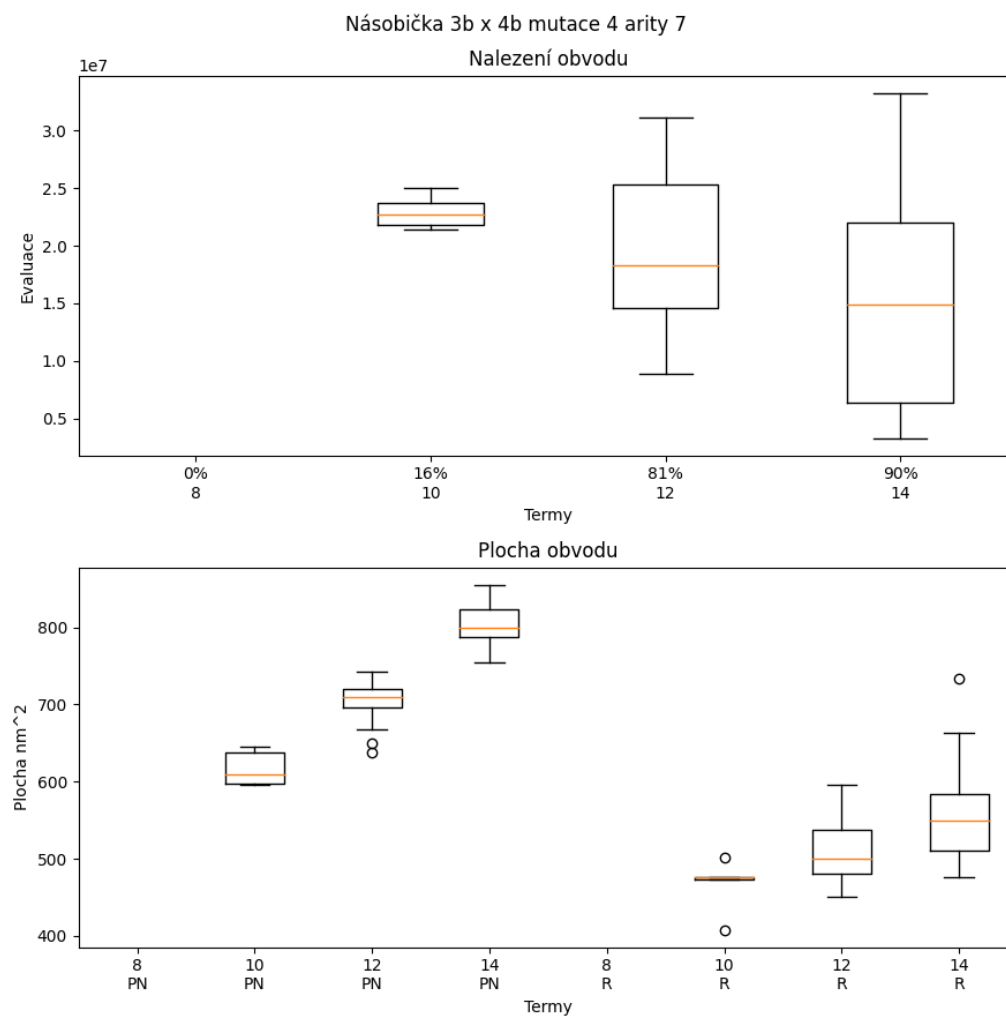 Násobička 3b x 4b mutace 4 arity 7
Nalezení obvodu
1e7
3.0
2.5
2.0
1.5
1.0
0.5
Evaluace
0% 16% 81% 90%
8 10 12 14
Termy
Plocha obvodu
800
700
600
500
400
Plocha nm^2
8 10 12 14 8 10 12 14
PN PN PN PN R R R R
Termy